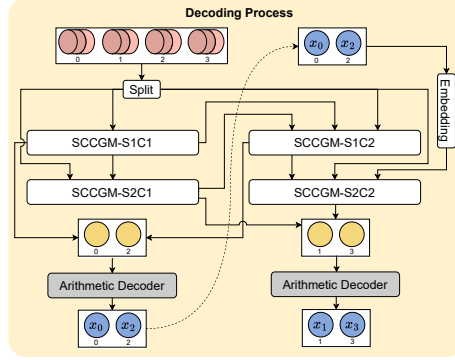 Decoding Process
0 1 2 3
x0 x2
0 2
Split
Embedding
SCCGM-S1C1
SCCGM-S1C2
SCCGM-S2C1
SCCGM-S2C2
0 2
1 3
Arithmetic Decoder
Arithmetic Decoder
x0 x2
0 2
x1 x3
1 3